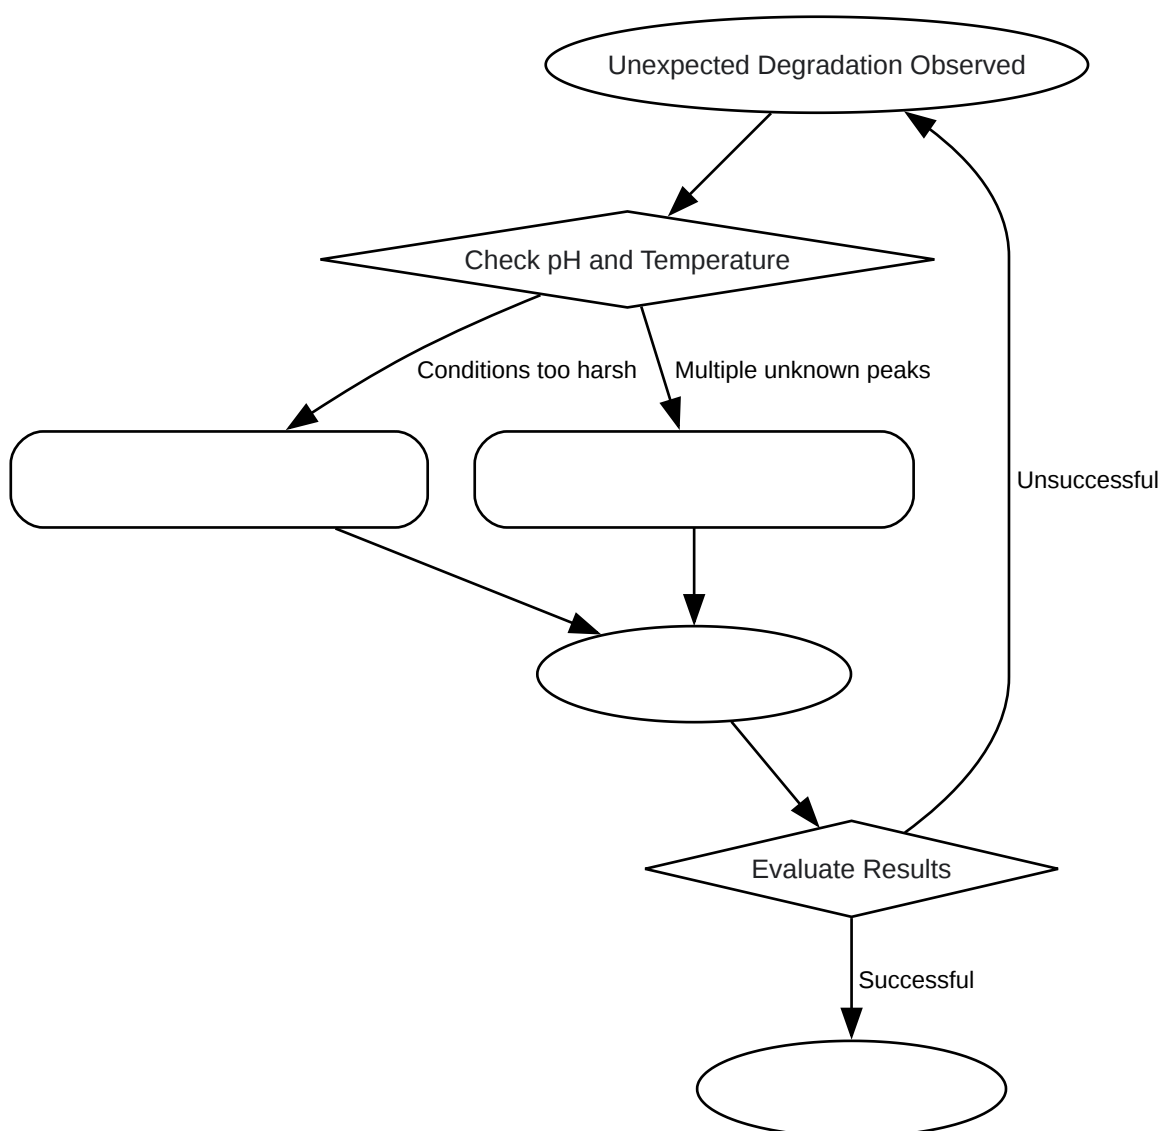 Unexpected Degradation Observed
Check pH and Temperature
Conditions too harsh
Multiple unknown peaks
Unsuccessful
Evaluate Results
Successful